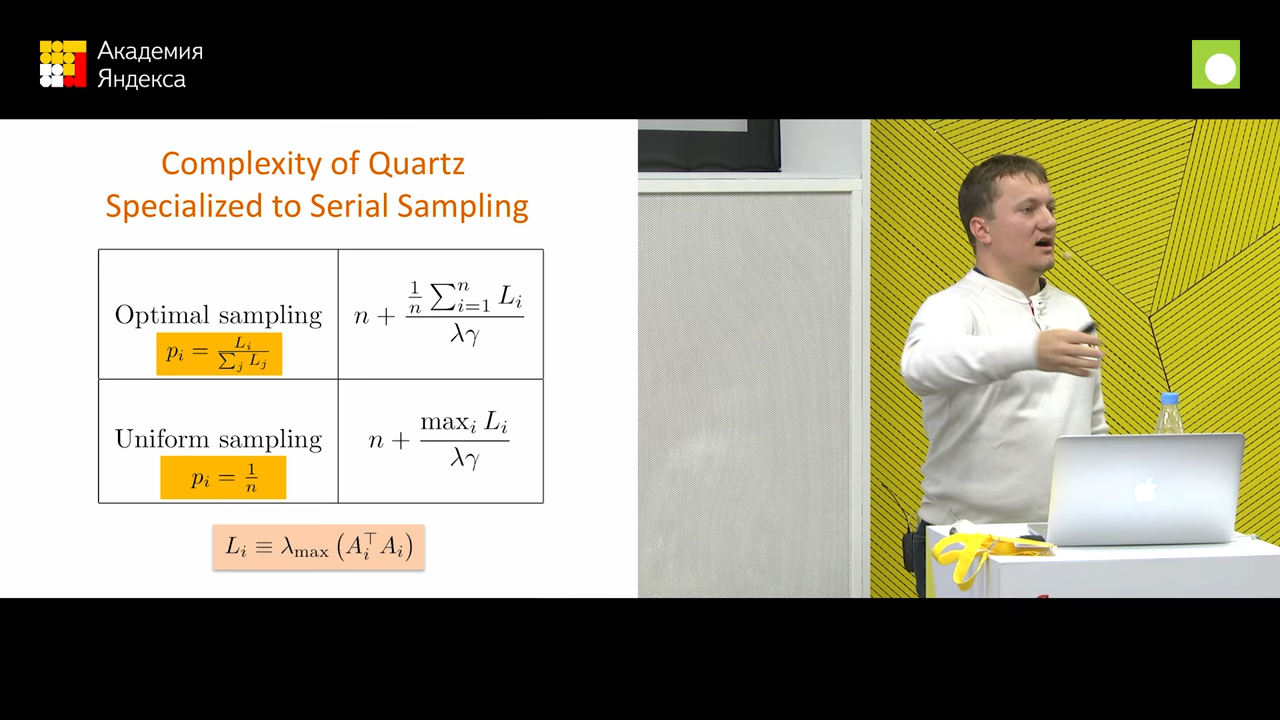 Академия
Яндекса
Complexity of Quartz
Specialized to Serial Sampling
Optimal sampling
p_i = L_i / ∑_j L_j
n + (1/n ∑_{i=1}^n L_i) / λγ
Uniform sampling
p_i = 1/n
n + max_i L_i / λγ
L_i ≡ λ_max (A_i^⊤ A_i)